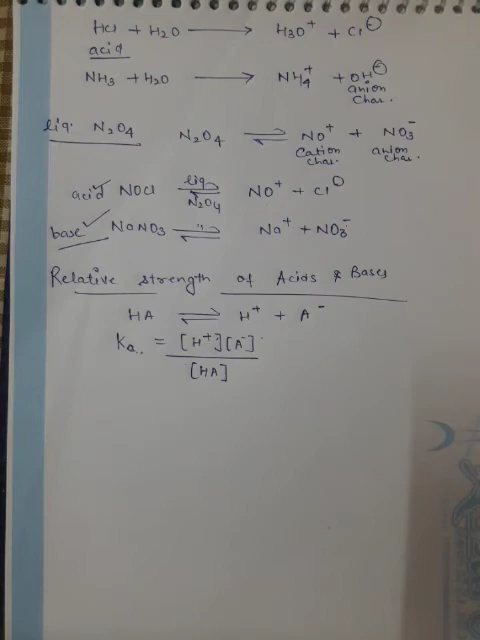 HCl + H2O ⟶ H3O⁺ + Cl⊖
acid
NH3 + H2O ⟶ NH4⁺ + OH⊖
anion
char.
liq. N2O4 N2O4 ⇌ NO⁺ + NO3⁻
Cation anion
char. char.
acid ✓ NOCl ⇌ NO⁺ + Cl⊖
liq
N2O4
base ✓ NaNO3 ⇌ Na⁺ + NO3⁻
"
Relative strength of Acids & Bases
HA ⇌ H⁺ + A⁻
Ka = [H⁺][A⁻]
[HA]